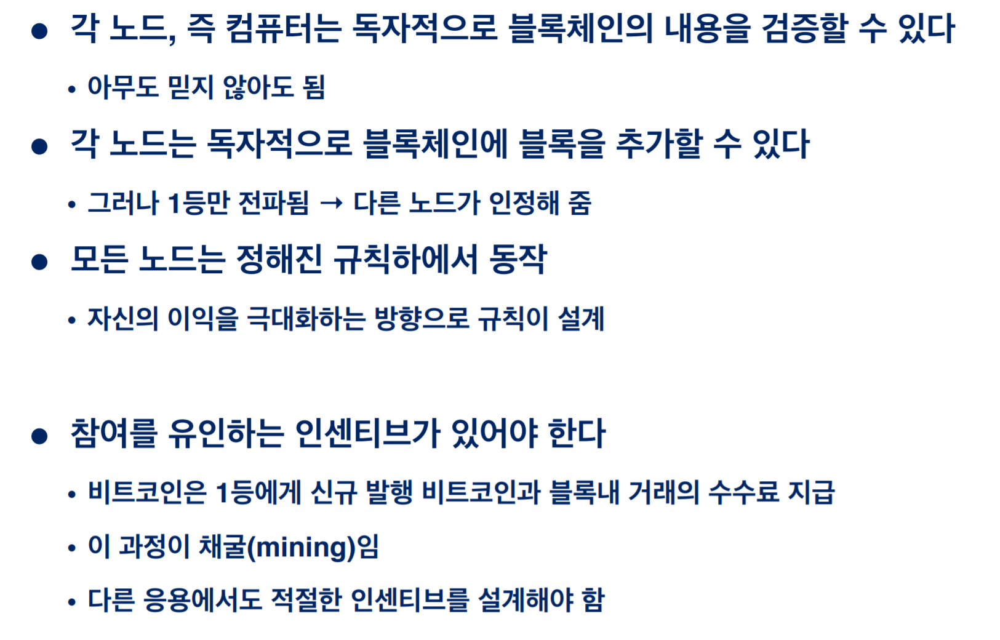 ● 각 노드, 즉 컴퓨터는 독자적으로 블록체인의 내용을 검증할 수 있다
• 아무도 믿지 않아도 됨
● 각 노드는 독자적으로 블록체인에 블록을 추가할 수 있다
• 그러나 1등만 전파됨 → 다른 노드가 인정해 줌
● 모든 노드는 정해진 규칙하에서 동작
• 자신의 이익을 극대화하는 방향으로 규칙이 설계
● 참여를 유인하는 인센티브가 있어야 한다
• 비트코인은 1등에게 신규 발행 비트코인과 블록내 거래의 수수료 지급
• 이 과정이 채굴(mining)임
• 다른 응용에서도 적절한 인센티브를 설계해야 함